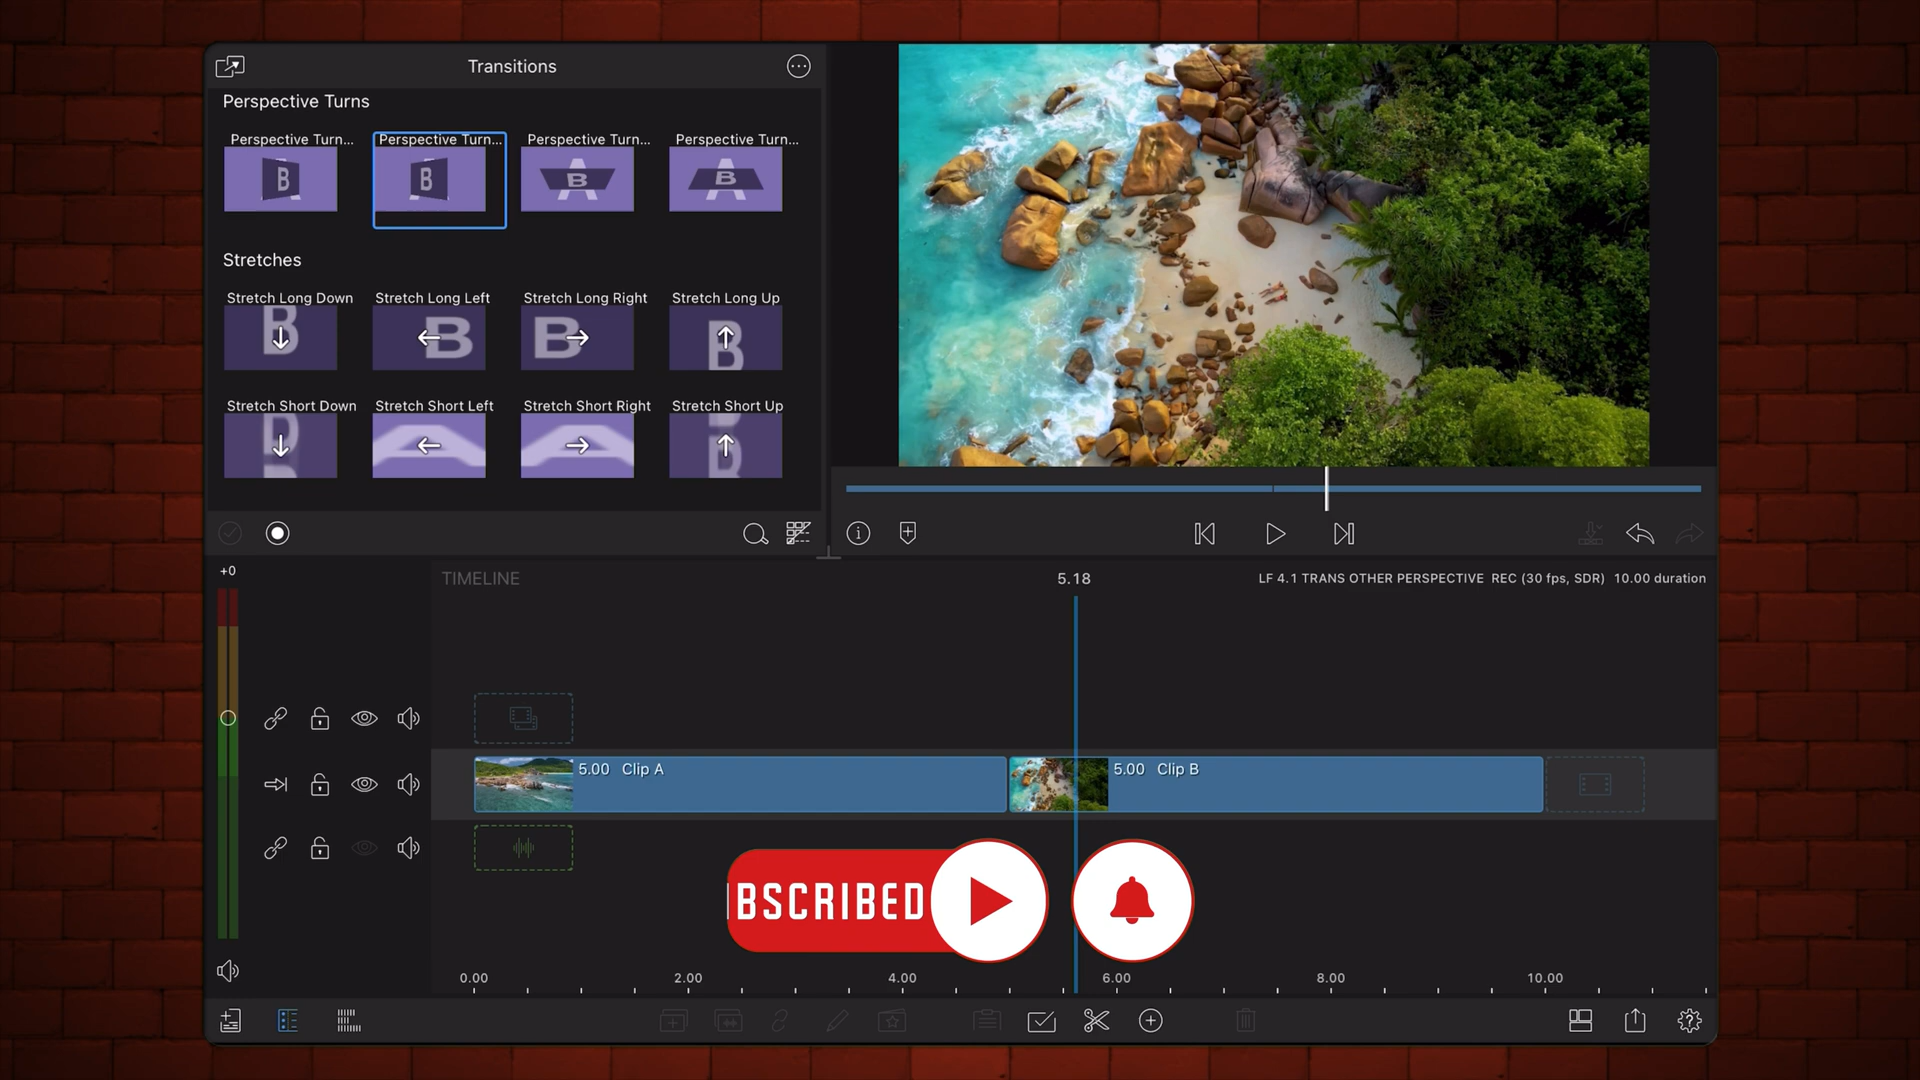 Transitions
Perspective Turns
Perspective Turn... Perspective Turn... Perspective Turn... Perspective Turn...
B B A B A B
Stretches
Stretch Long Down Stretch Long Left Stretch Long Right Stretch Long Up
B B B B
Stretch Short Down Stretch Short Left Stretch Short Right Stretch Short Up
+0
TIMELINE
5.18
LF 4.1 TRANS OTHER PERSPECTIVE REC (30 fps, SDR) 10.00 duration
5.00 Clip A
5.00 Clip B
BSCRIBED
0.00 2.00 4.00 6.00 8.00 10.00